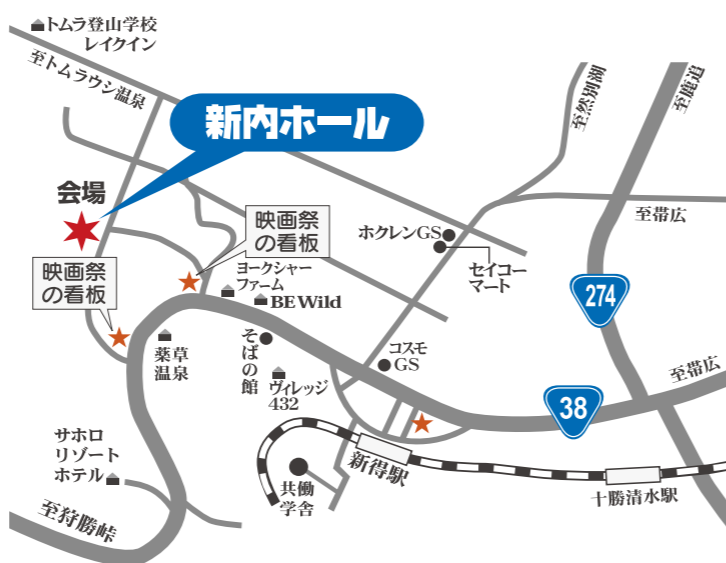 トムラ登山学校
レイクイン
至トムラウシ温泉
新内ホール
会場
映画祭
の看板
映画祭
の看板
至然別湖
至鹿追
至帯広
ホクレンGS
セイコー
マート
ヨークシャー
ファーム
BE Wild
274
薬草
温泉
そばの館
ヴィレッジ
432
コスモ
GS
38
至帯広
サホロ
リゾート
ホテル
共働
学舎
新得駅
十勝清水駅
至狩勝峠